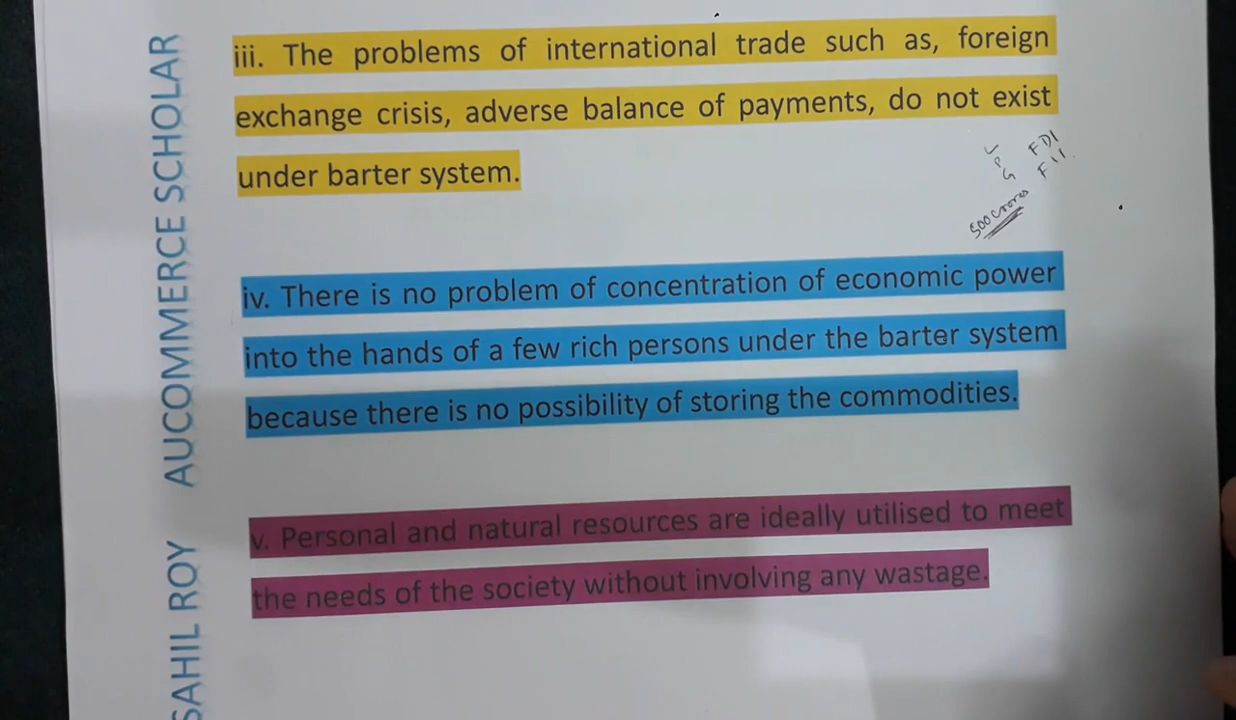 iii. The problems of international trade such as, foreign
exchange crisis, adverse balance of payments, do not exist
under barter system.
FDI
FII
500 crores
iv. There is no problem of concentration of economic power
into the hands of a few rich persons under the barter system
because there is no possibility of storing the commodities.
v. Personal and natural resources are ideally utilised to meet
the needs of the society without involving any wastage.
SAHIL ROY AUCOMMERCE SCHOLAR